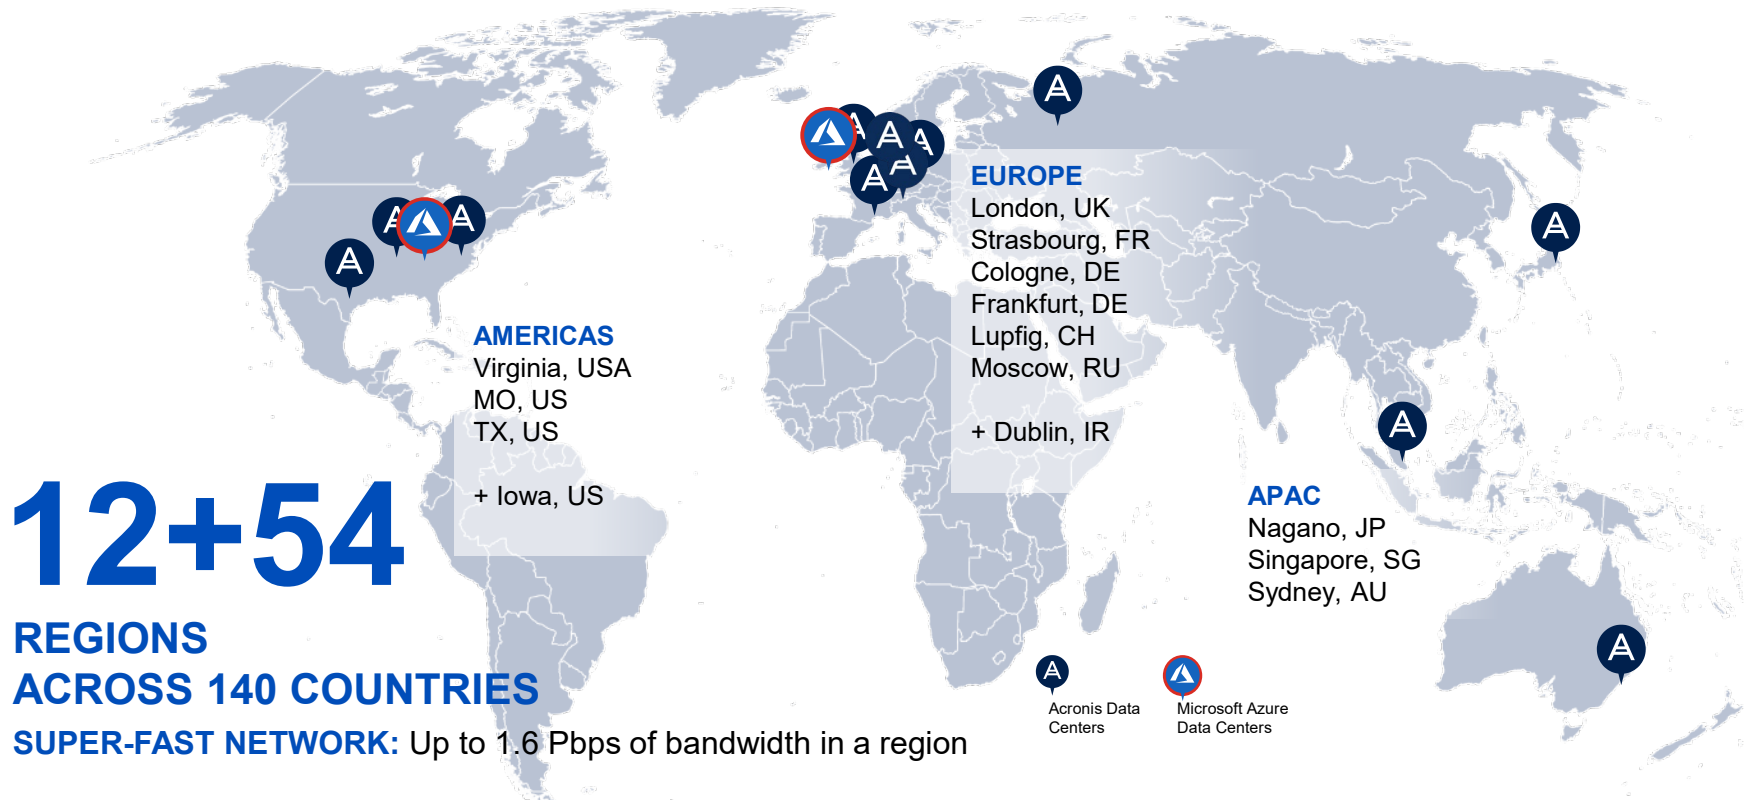 EUROPE
London, UK
Strasbourg, FR
Cologne, DE
Frankfurt, DE
Lupfig, CH
Moscow, RU
+ Dublin, IR
AMERICAS
Virginia, USA
MO, US
TX, US
+ Iowa, US
APAC
Nagano, JP
Singapore, SG
Sydney, AU
12+54
REGIONS
ACROSS 140 COUNTRIES
SUPER-FAST NETWORK: Up to 1.6 Pbps of bandwidth in a region
Acronis Data
Centers
Microsoft Azure
Data Centers